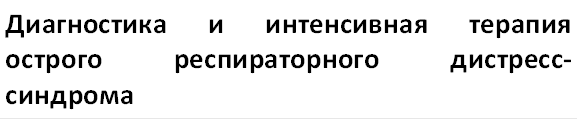 Диагностика и интенсивная терапия
острого респираторного дистресс-
синдрома